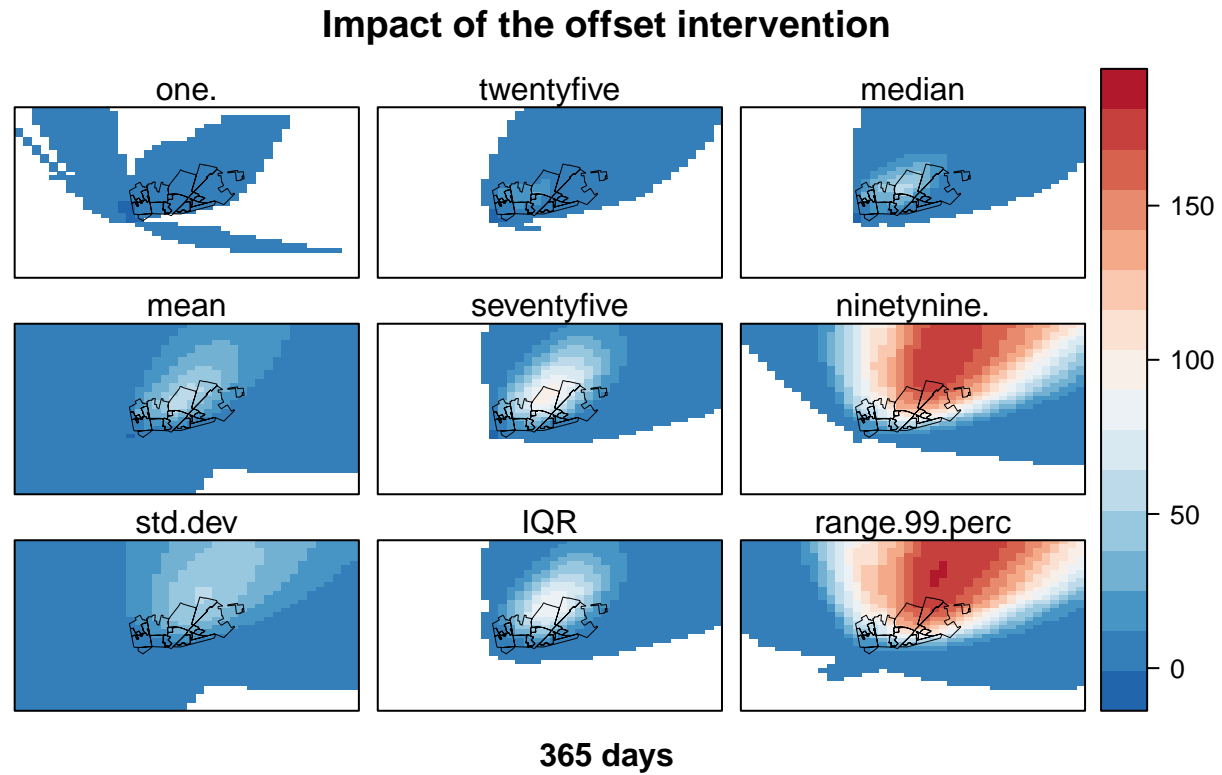 Impact of the offset intervention
one.
twentyfive
median
mean
seventyfive
ninetynine.
std.dev
IQR
range.99.perc
150
100
50
0
365 days